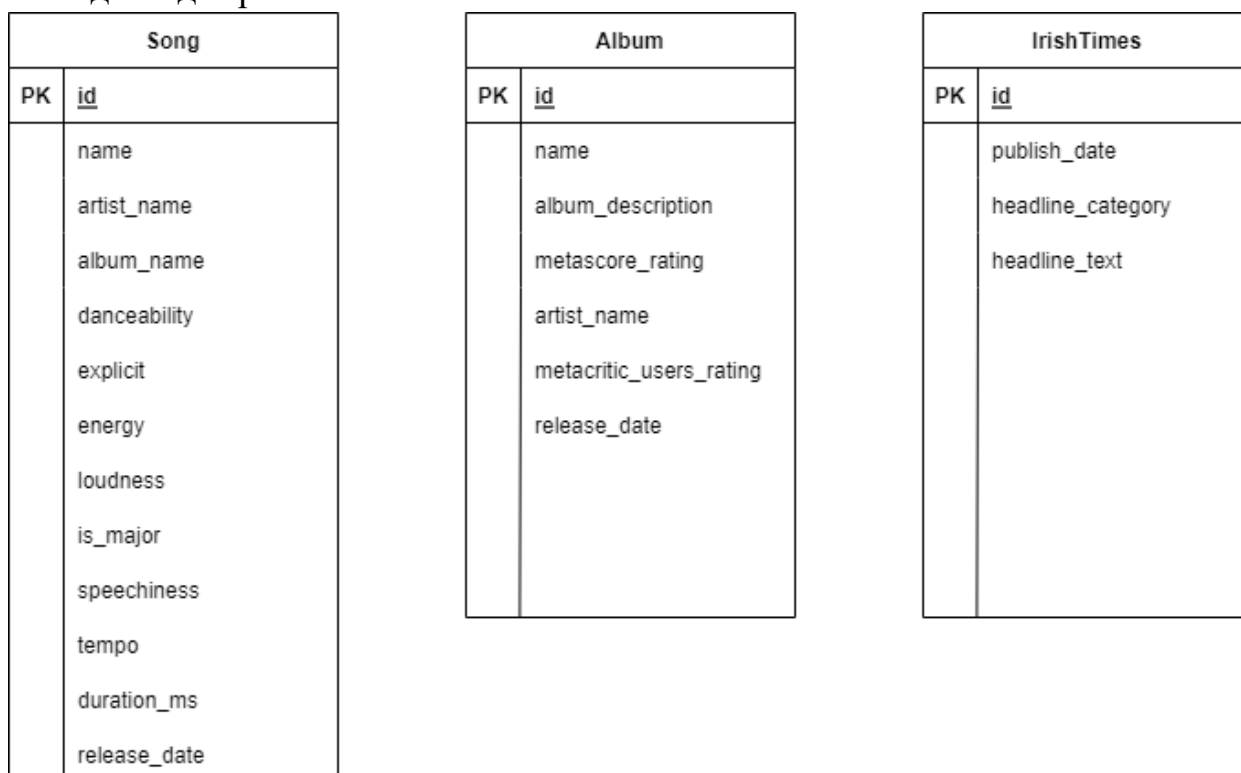 Song
PK id
name
artist_name
album_name
danceability
explicit
energy
loudness
is_major
speechiness
tempo
duration_ms
release_date
Album
PK id
name
album_description
metascore_rating
artist_name
metacritic_users_rating
release_date
IrishTimes
PK id
publish_date
headline_category
headline_text